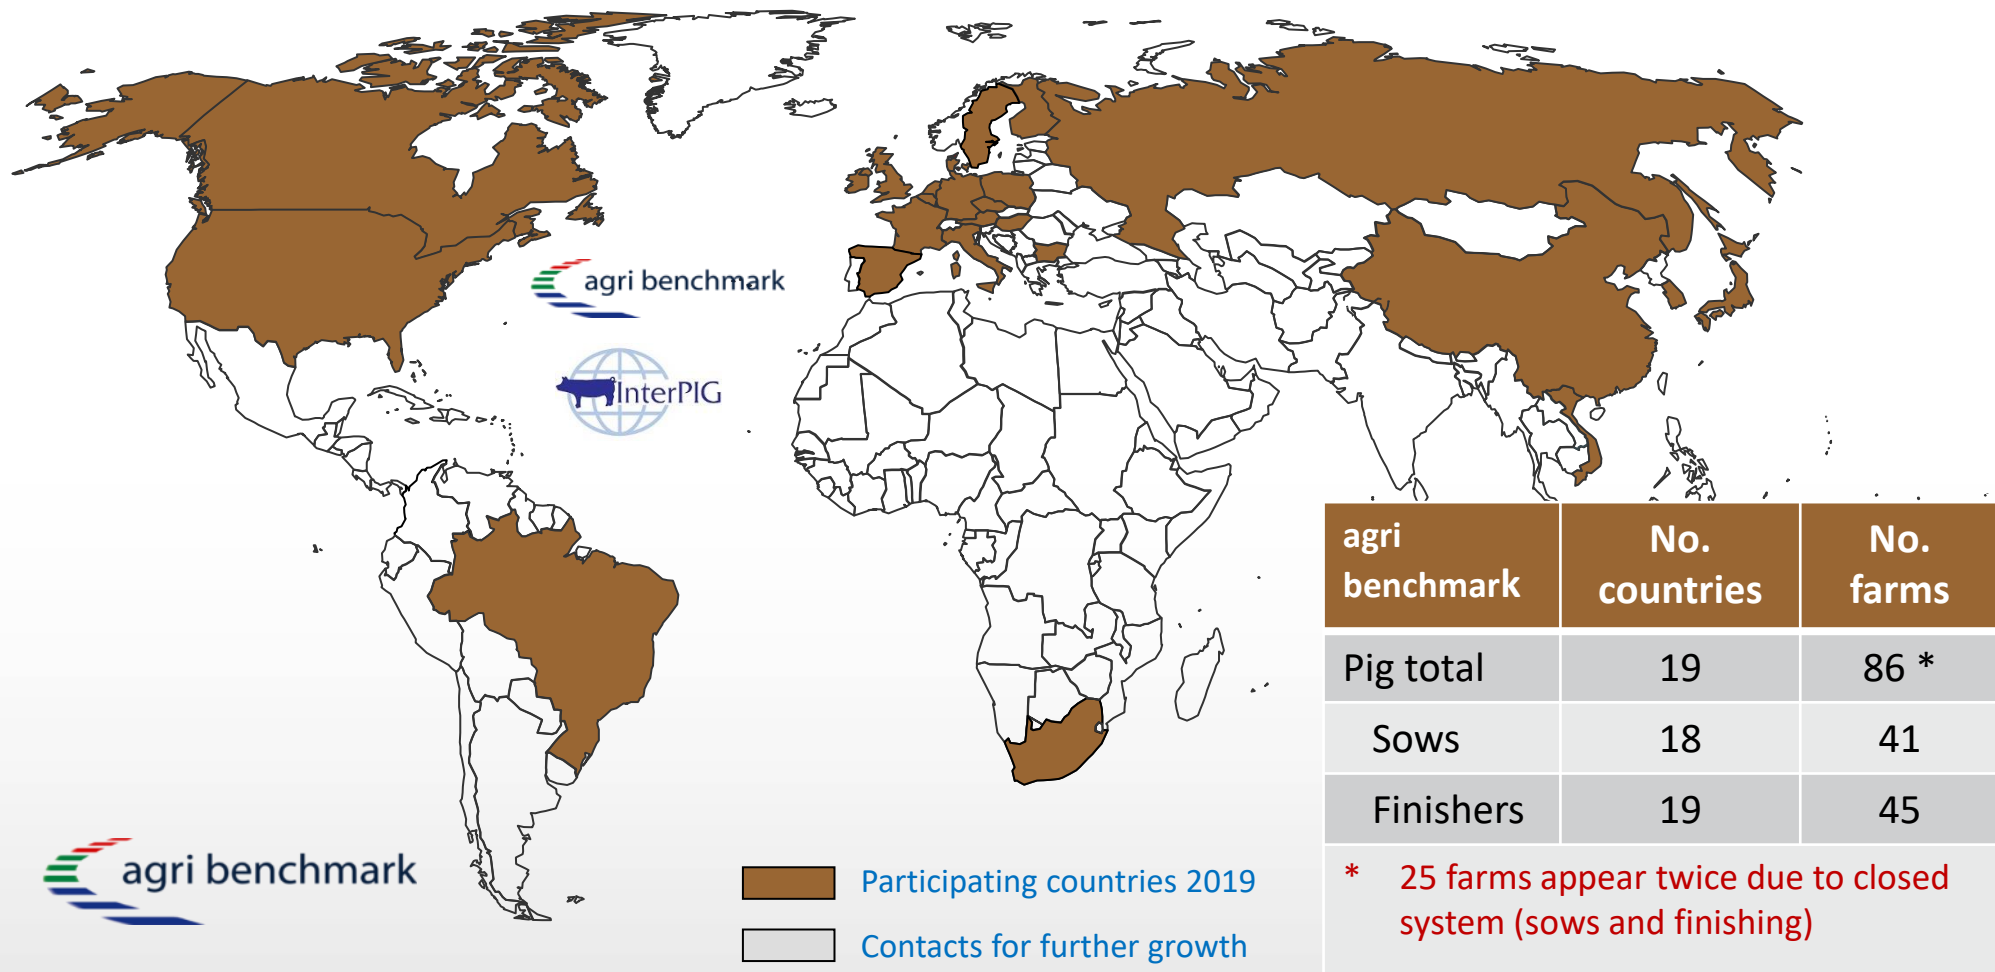 agri benchmark
InterPIG
agri No. No.
benchmark countries farms
Pig total 19 86 *
Sows 18 41
Finishers 19 45
* 25 farms appear twice due to closed
system (sows and finishing)
agri benchmark
Participating countries 2019
Contacts for further growth